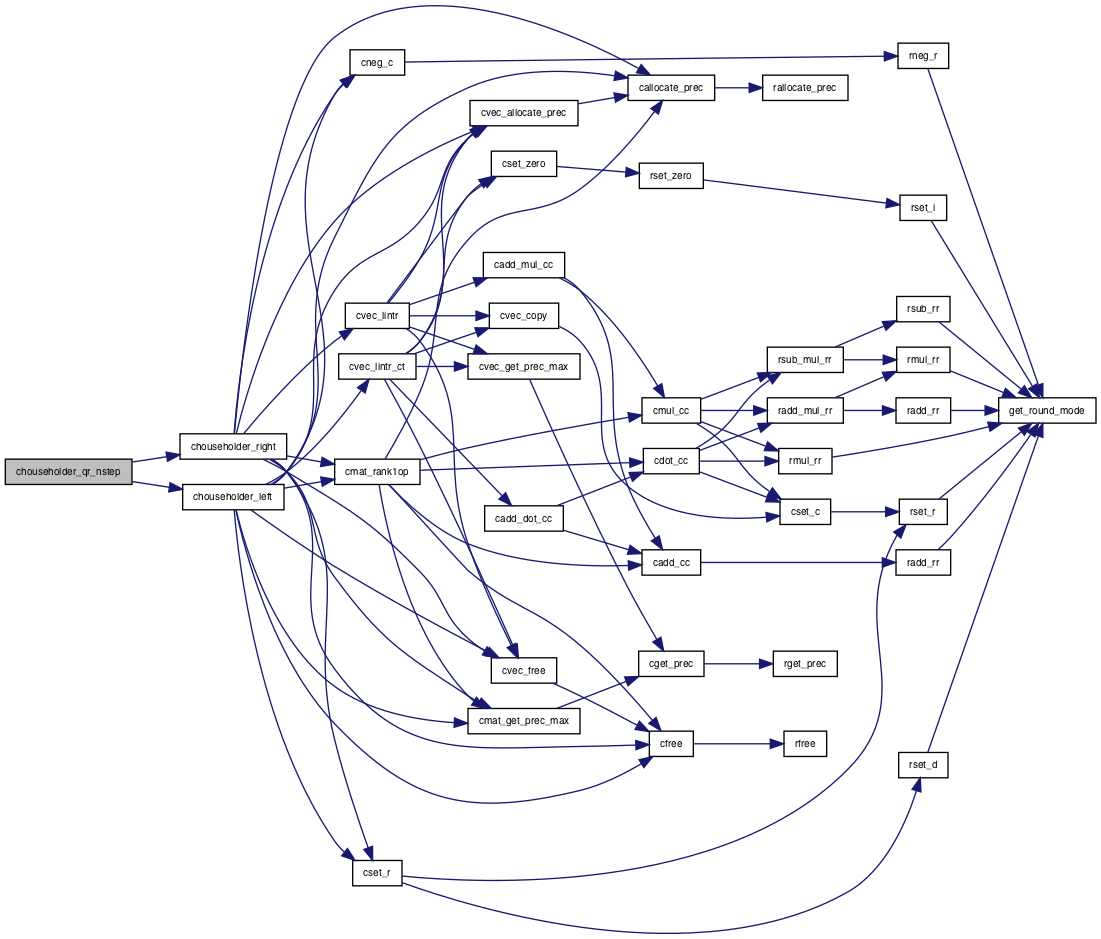 chouseholder_qr_nstep
chouseholder_right
chouseholder_left
cneg_c
cvec_lintr
cvec_lintr_ct
cmat_rank1op
cset_r
cvec_allocate_prec
cset_zero
cadd_mul_cc
cvec_copy
cvec_get_prec_max
cadd_dot_cc
cvec_free
cmat_get_prec_max
callocate_prec
rset_zero
cmul_cc
cdot_cc
cadd_cc
cget_prec
cfree
rallocate_prec
rsub_mul_rr
radd_mul_rr
rmul_rr
cset_c
rget_prec
rfree
rneg_r
rset_i
rsub_rr
rmul_rr
radd_rr
rset_r
radd_rr
rset_d
get_round_mode